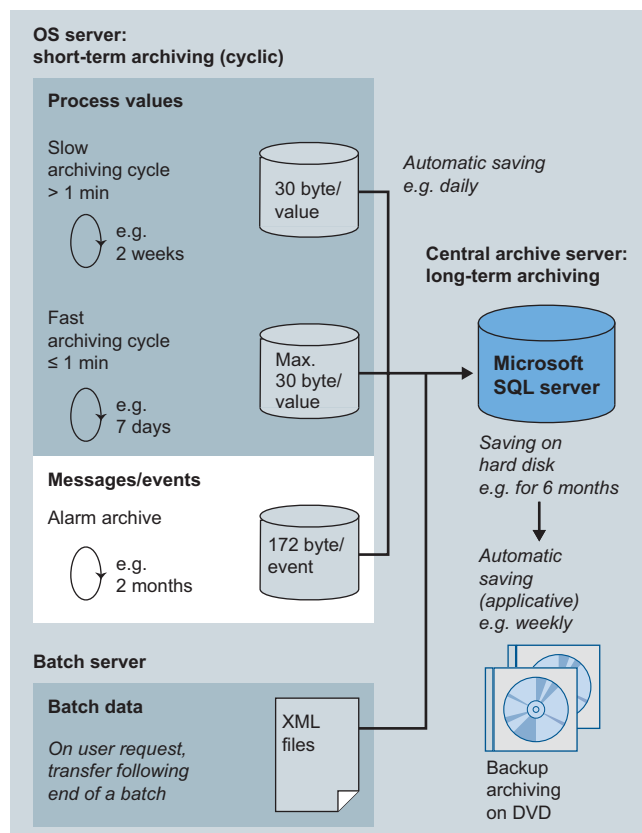 OS server:
short-term archiving (cyclic)
Process values
Slow
archiving cycle
> 1 min
e.g.
2 weeks
30 byte/
value
Automatic saving
e.g. daily
Fast
archiving cycle
≤ 1 min
e.g.
7 days
Max.
30 byte/
value
Messages/events
Alarm archive
e.g.
2 months
172 byte/
event
Central archive server:
long-term archiving
Microsoft
SQL server
Saving on
hard disk
e.g. for 6 months
Automatic
saving
(applicative)
e.g. weekly
Backup
archiving
on DVD
Batch server
Batch data
On user request,
transfer following
end of a batch
XML
files